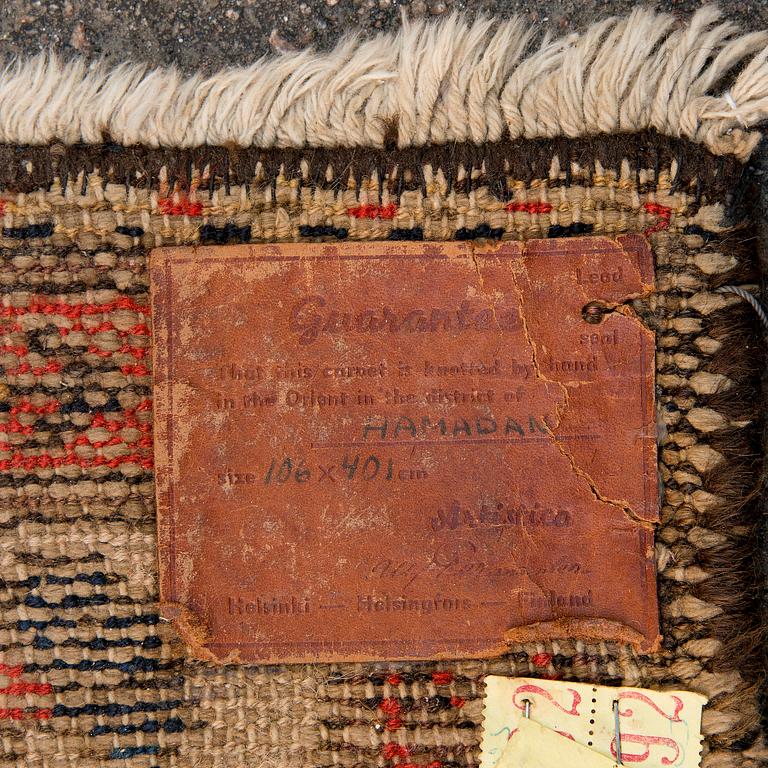 Lead
Guarantee
seal
that this carpet is knotted by hand
in the Orient in the district of
HAMADAN
size 106 x 401 cm
Helsinki — Helsingfors — Finland